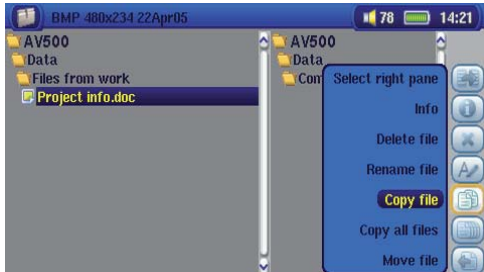 BMP 480x234 22Apr05
78
14:21
AV500
Data
Files from work
Project info.doc
AV500
Data
Select right pane
Info
Delete file
Rename file
Copy file
Copy all files
Move file